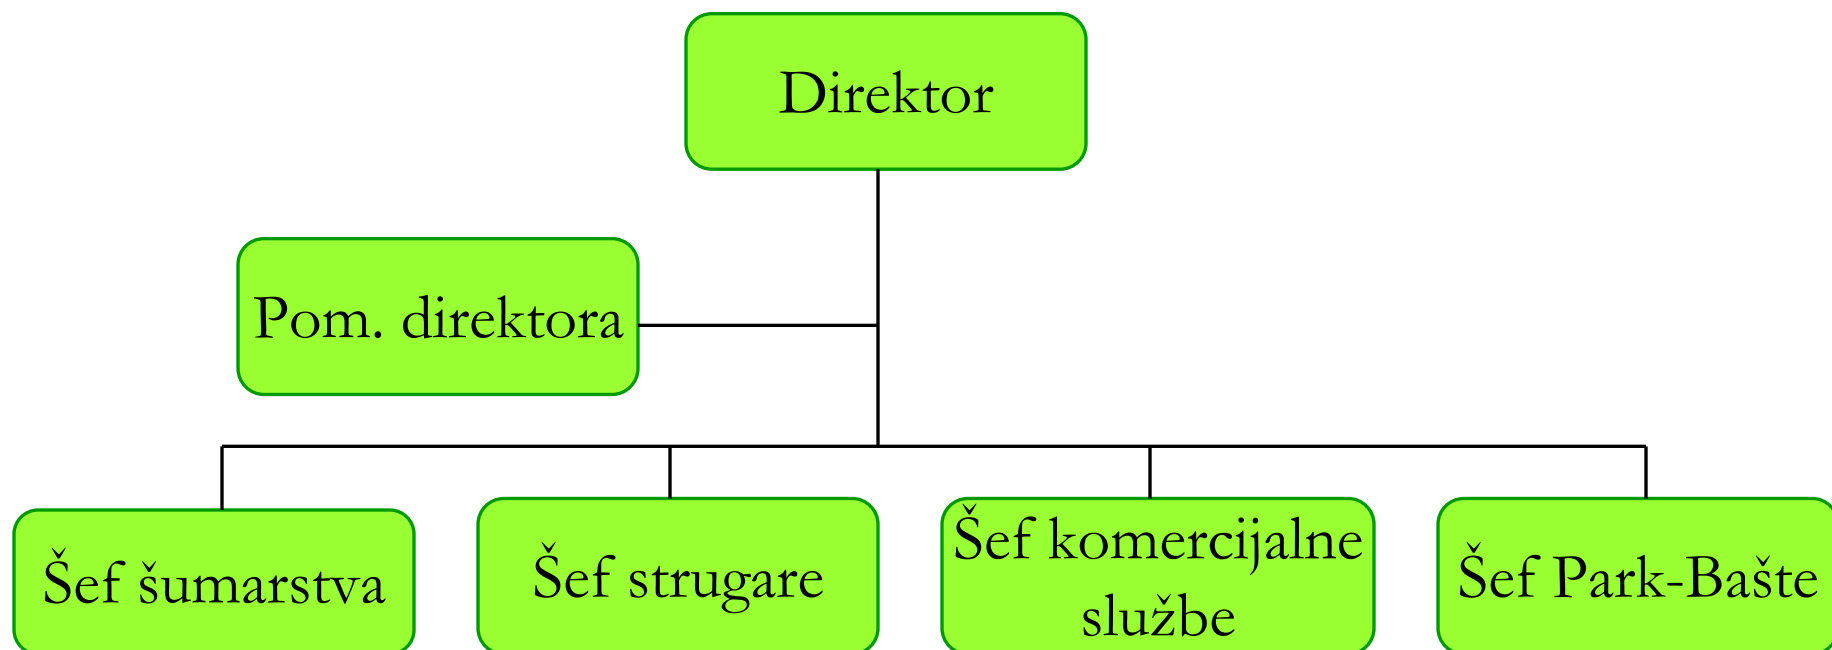 Direktor
Pom. direktora
Šef šumarstva
Šef strugare
Šef komercijalne
službe
Šef Park-Bašte